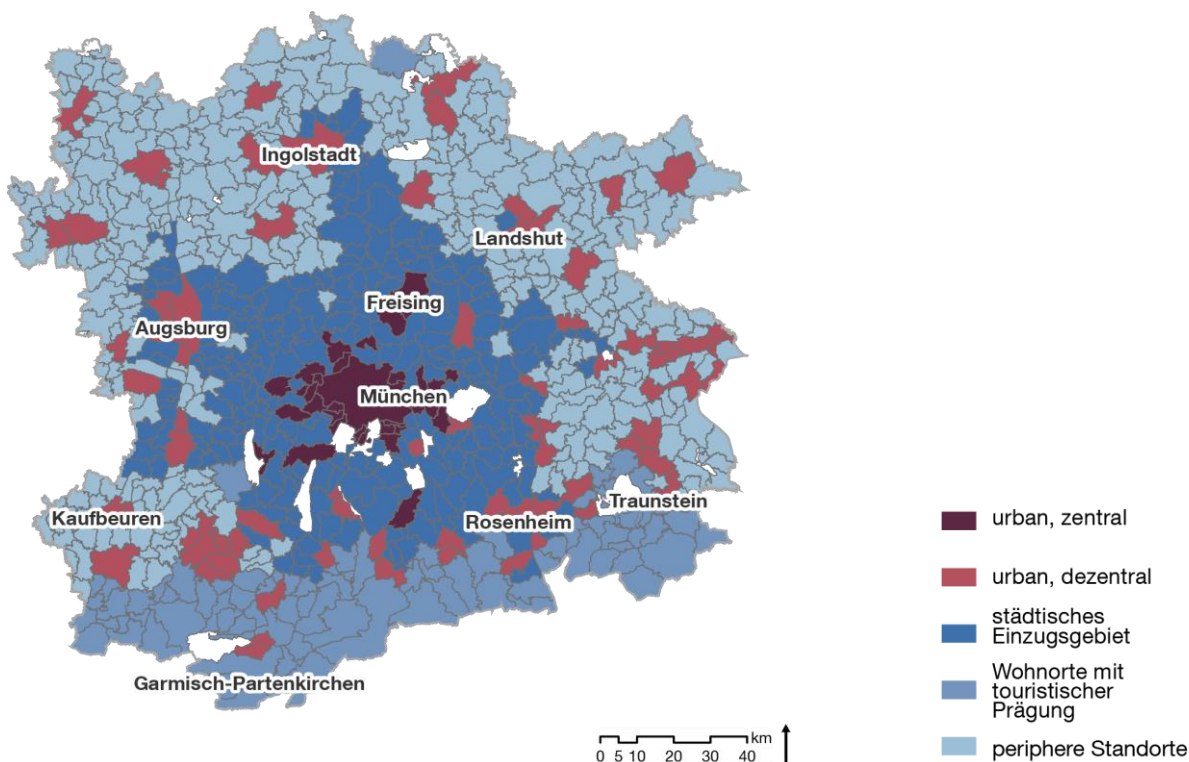 Ingolstadt
Landshut
Freising
Augsburg
München
Traunstein
Kaufbeuren
Rosenheim
Garmisch-Partenkirchen
urban, zentral
urban, dezentral
städtisches
Einzugsgebiet
Wohnorte mit
touristischer
Prägung
periphere Standorte
km
0 5 10 20 30 40